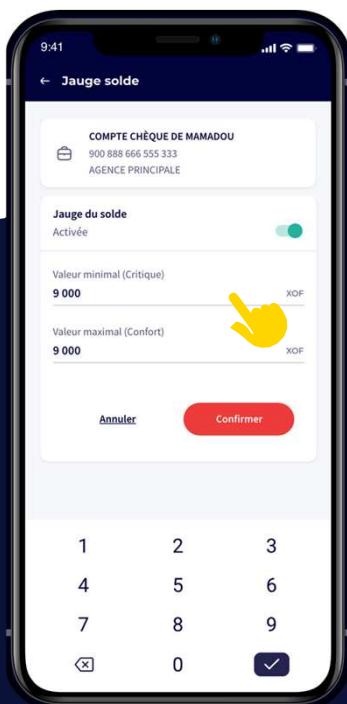 9:41
← Jauge solde
COMPTE CHÈQUE DE MAMADOU
900 888 666 555 333
AGENCE PRINCIPALE
Jauge du solde
Activée
Valeur minimal (Critique)
9 000 XOF
Valeur maximal (Confort)
9 000 XOF
Annuler Confirmer
1 2 3
4 5 6
7 8 9
0